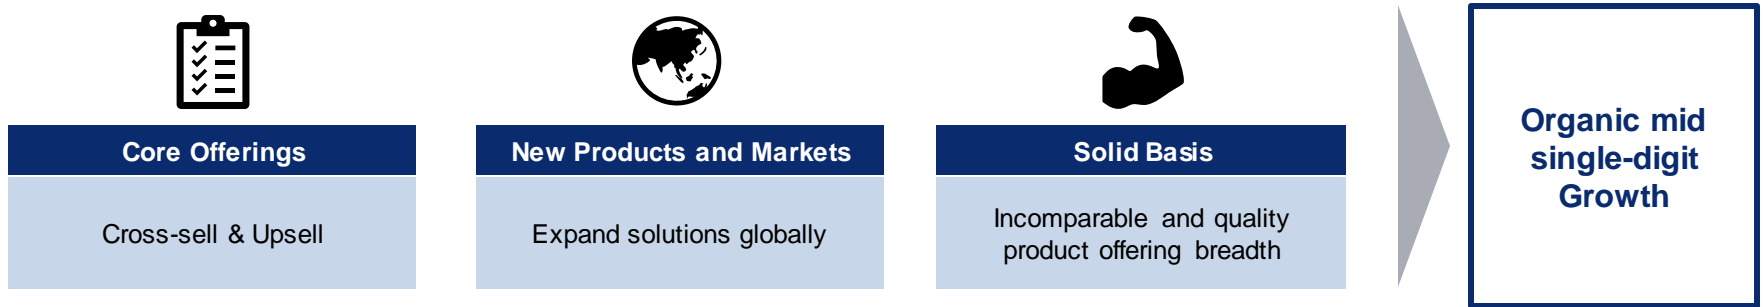 Core Offerings
Cross-sell & Upsell
New Products and Markets
Expand solutions globally
Solid Basis
Incomparable and quality
product offering breadth
Organic mid
single-digit
Growth